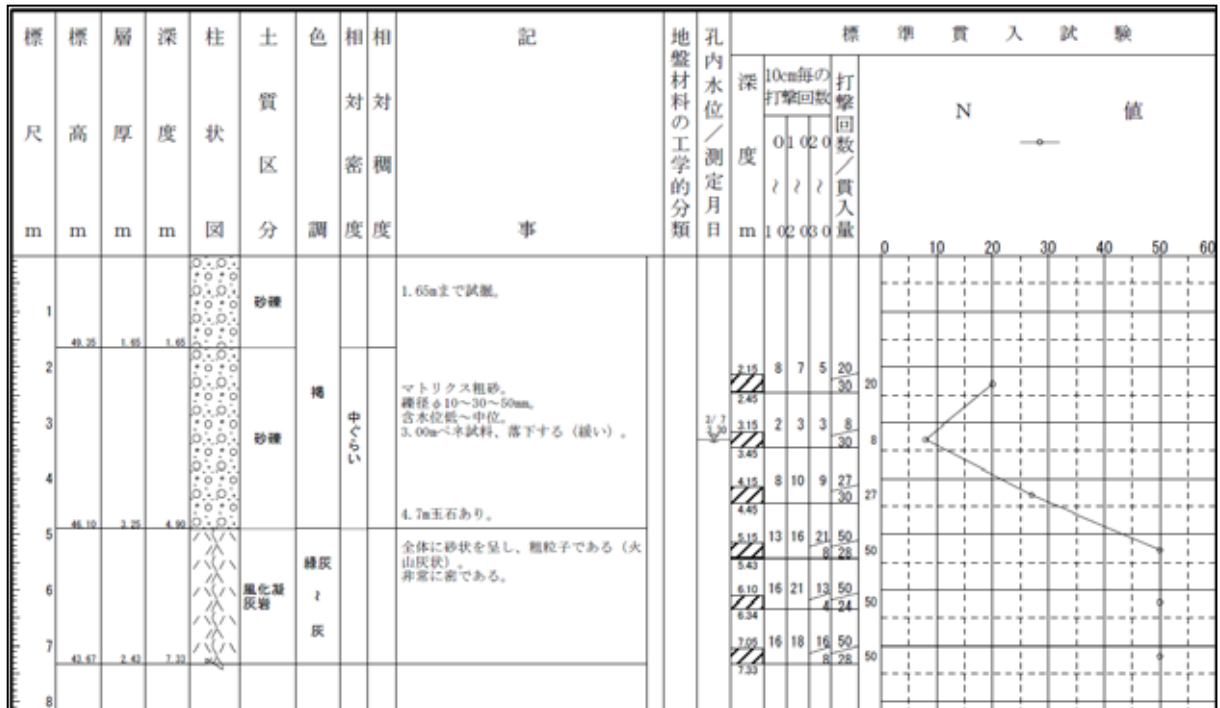 標尺 m
標高 m
層厚 m
深度 m
柱状図
土質区分
色調
相対密度
相対稠度
記事
地盤材料の工学的分類
孔内水位/測定月日
標準貫入試験
深度 m
10cm毎の打撃回数
0~10
10~20
20~30
打撃回数/貫入量
N値
0 10 20 30 40 50 60
1
2
3
4
5
6
7
8
49.35 1.65 1.65
46.10 3.25 4.90
43.67 2.43 7.33
砂礫
砂礫
風化凝
灰岩
褐
緑灰
~
灰
中ぐらい
1.65mまで試掘。
マトリクス粗砂。
礫径φ10~30~50mm。
含水位低~中位。
3.00mペネ試料、落下する(緩い)。
4.7m玉石あり。
全体に砂状を呈し、粗粒子である(火
山灰状)。
非常に密である。
3/ 7
2.15 8 7 5 20
30 20
2.45
3.15 2 3 3 8
30 8
3.45
4.15 8 10 9 27
30 27
4.45
5.15 13 16 21 50
8 28 50
5.43
6.10 16 21 13 50
4 24 50
6.34
7.05 16 18 16 50
8 28 50
7.33